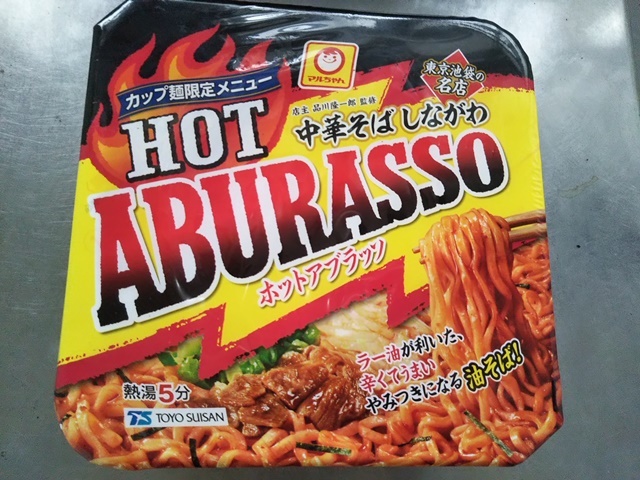 カップ麺限定メニュー
マルちゃん
東京池袋の
名店
店主 品川隆一郎 監修
中華そば しながわ
HOT
ABURASSO
ホットアブラッソ
ラー油が利いた、
辛くてうまい
やみつきになる 油そば!
熱湯5分
TS TOYO SUISAN